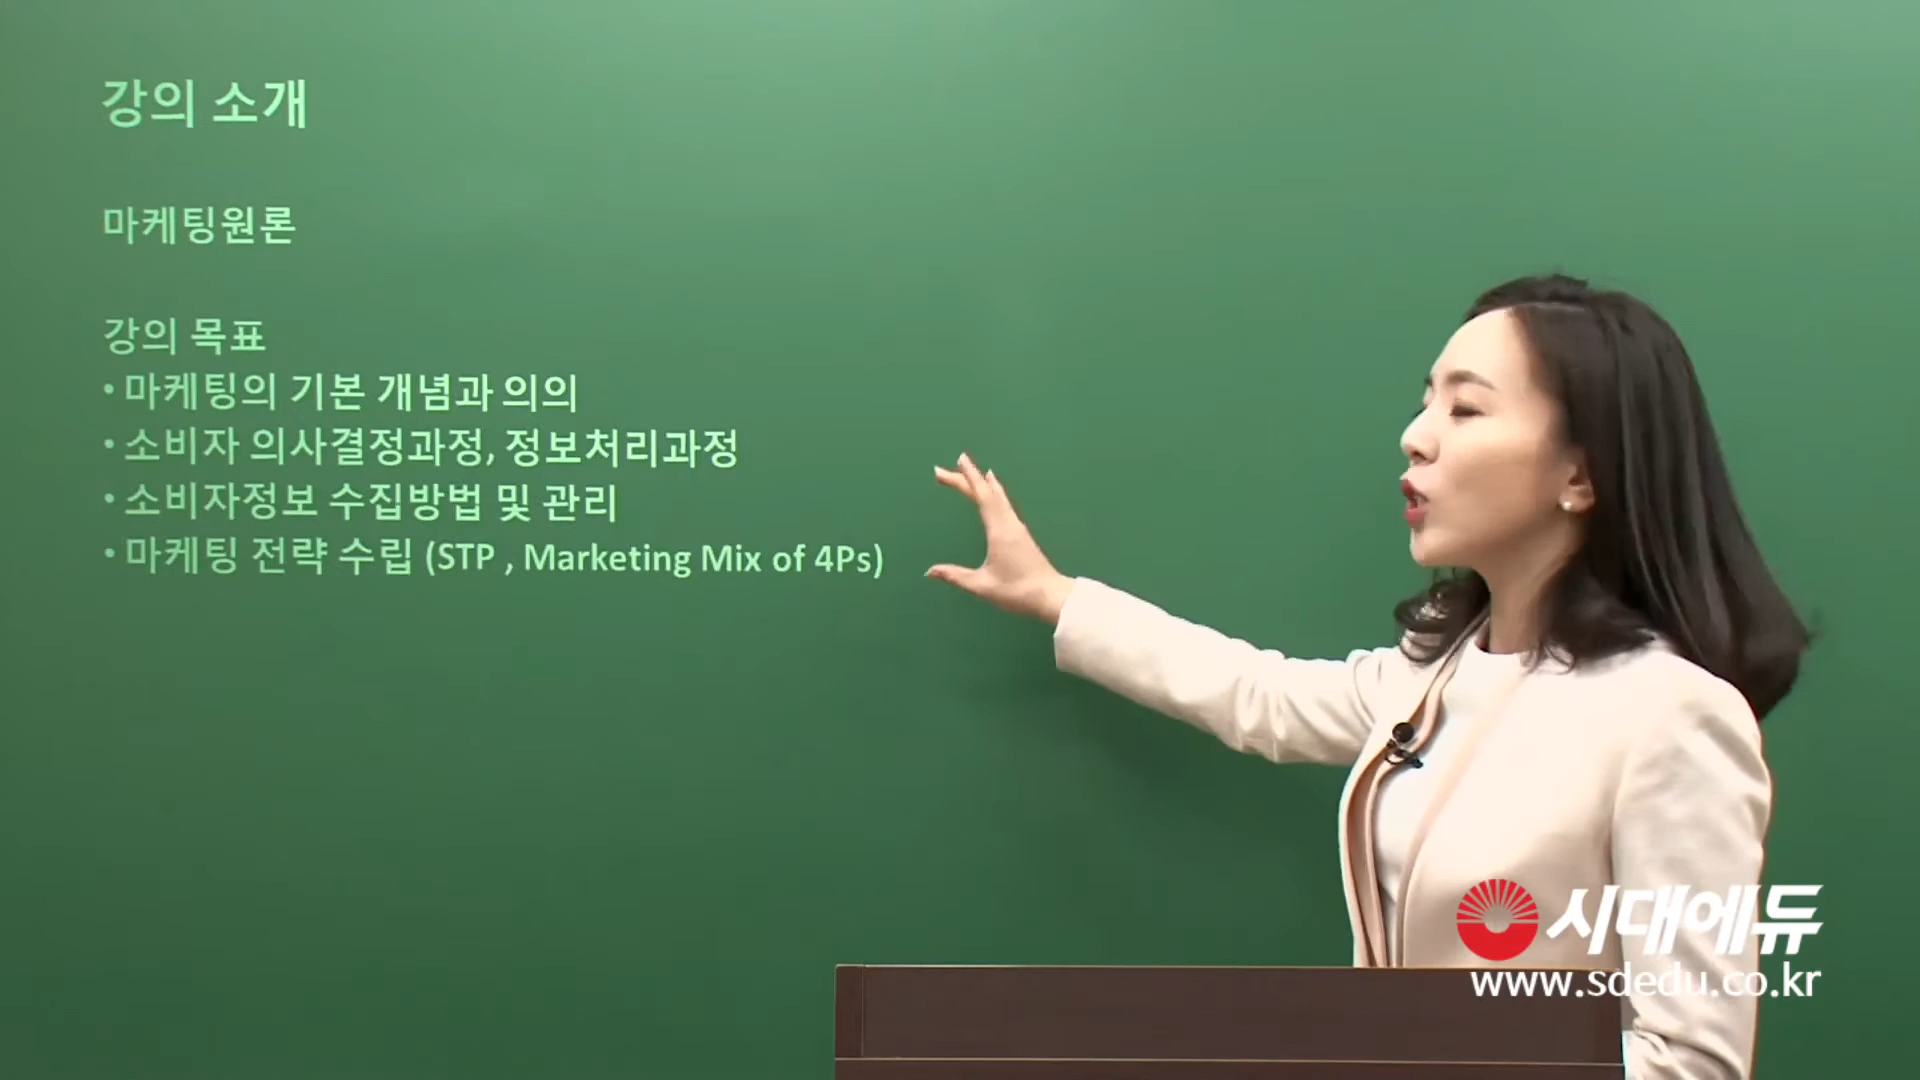 강의 소개
마케팅원론
강의 목표
• 마케팅의 기본 개념과 의의
• 소비자 의사결정과정, 정보처리과정
• 소비자정보 수집방법 및 관리
• 마케팅 전략 수립 (STP , Marketing Mix of 4Ps)
시대에듀
www.sdedu.co.kr